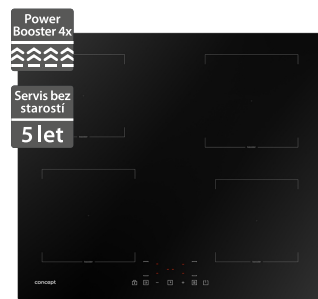 Power
Booster 4x
Servis bez
starostí
5 let
concept